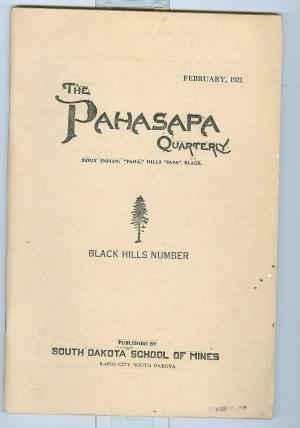 FEBRUARY, 1921
THE
PAHASAPA
QUARTERLY
SIOUX INDIAN: "PAHA," HILLS "SAPA" BLACK.
BLACK HILLS NUMBER
PUBLISHED BY
SOUTH DAKOTA SCHOOL OF MINES
RAPID CITY, SOUTH DAKOTA